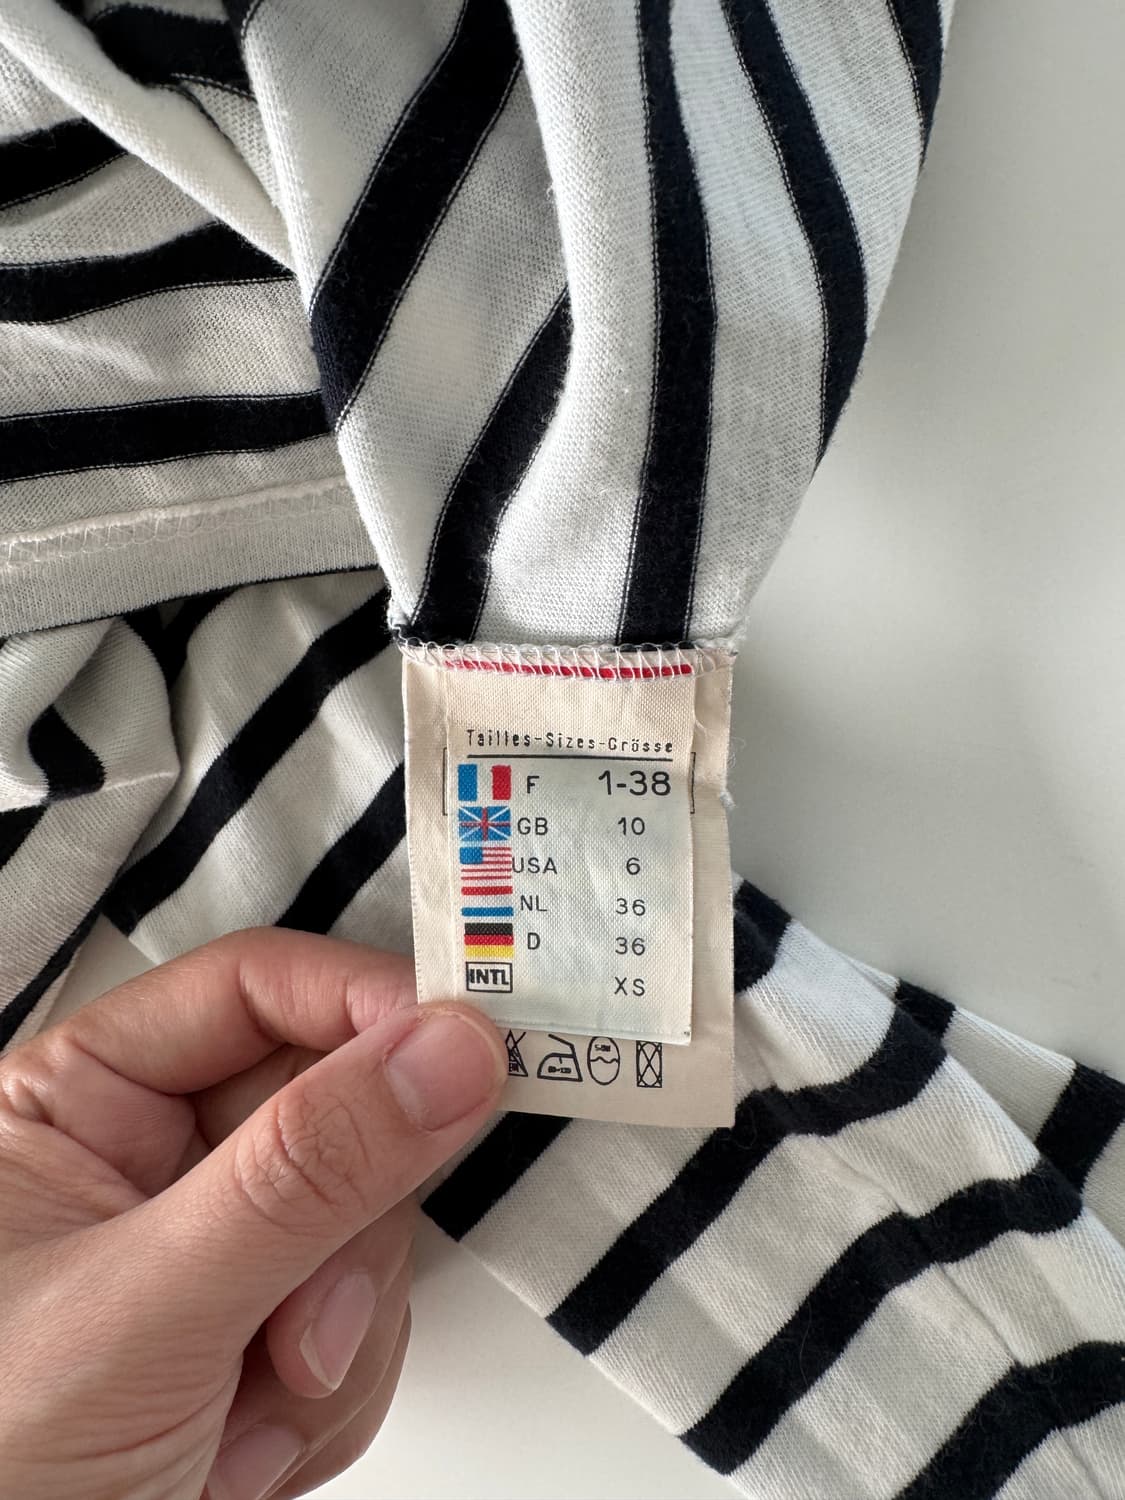 Tailles-Sizes-Grösse
F 1-38
GB 10
USA 6
NL 36
D 36
INTL XS